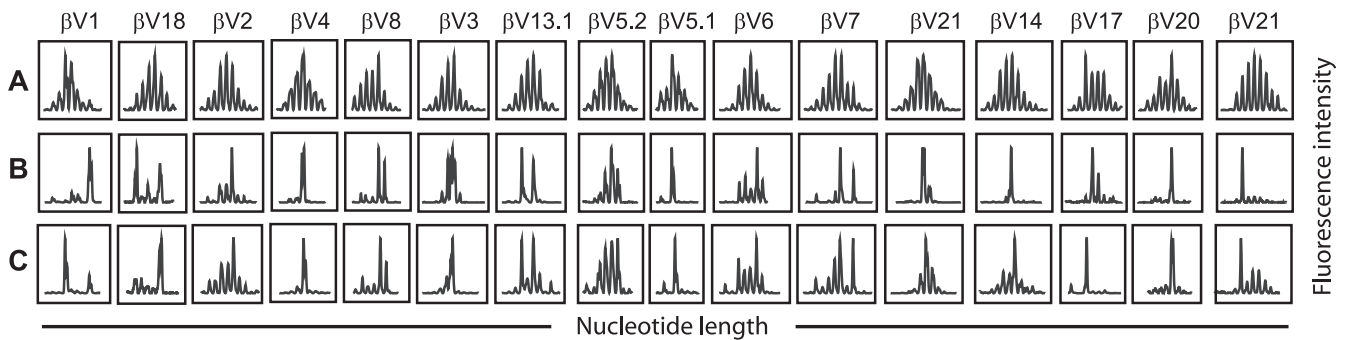 βV1 βV18 βV2 βV4 βV8 βV3 βV13.1 βV5.2 βV5.1 βV6 βV7 βV21 βV14 βV17 βV20 βV21
A
B
C
Fluorescence intensity
Nucleotide length